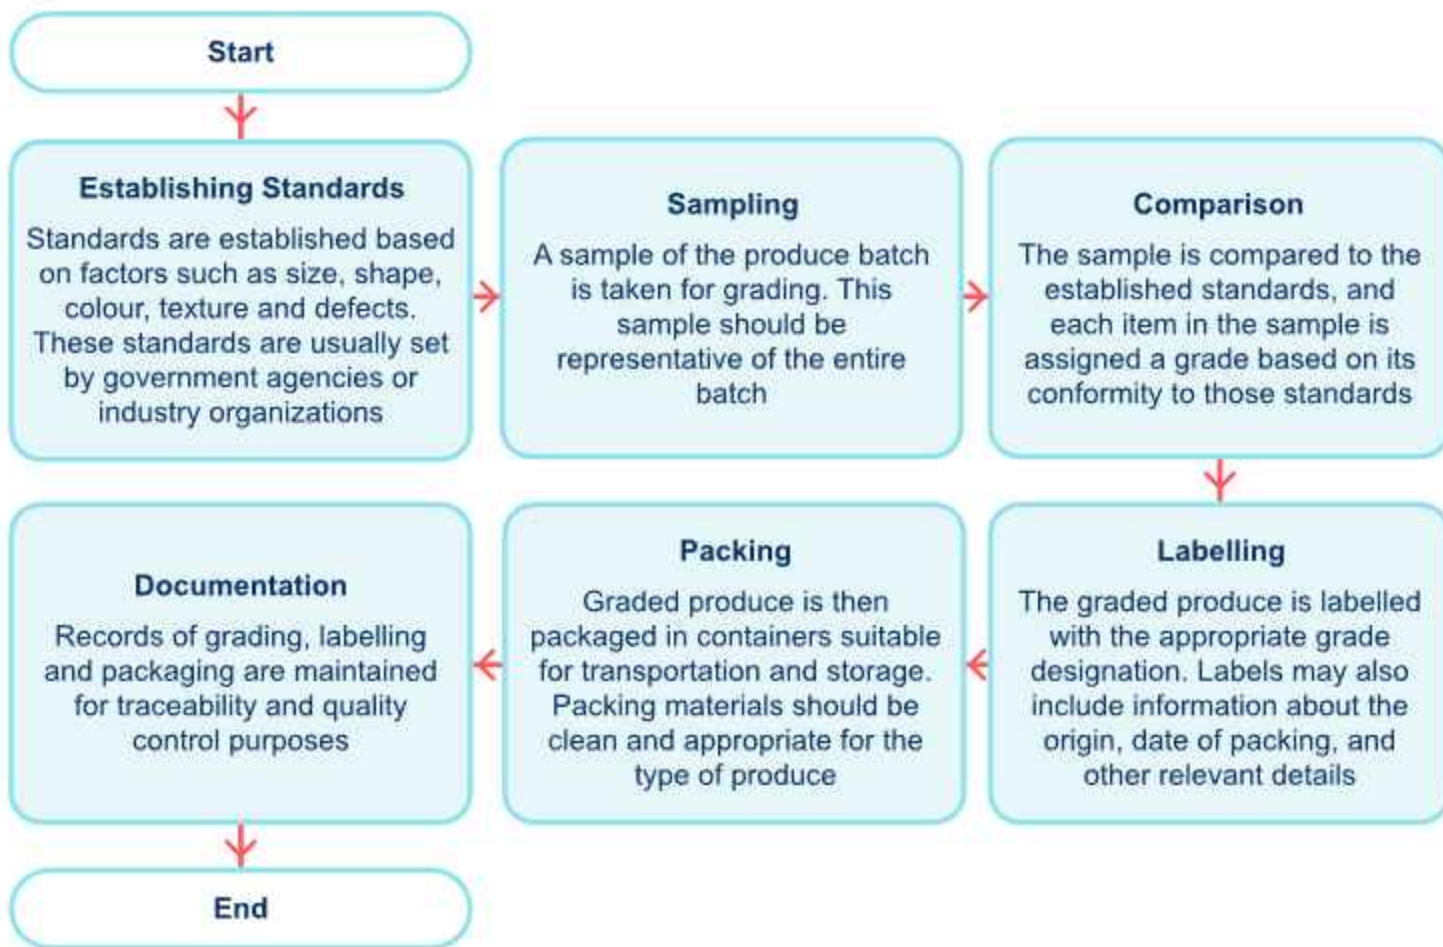 Start
Establishing Standards
Standards are established based
on factors such as size, shape,
colour, texture and defects.
These standards are usually set
by government agencies or
industry organizations
Sampling
A sample of the produce batch
is taken for grading. This
sample should be
representative of the entire
batch
Comparison
The sample is compared to the
established standards, and
each item in the sample is
assigned a grade based on its
conformity to those standards
Labelling
The graded produce is labelled
with the appropriate grade
designation. Labels may also
include information about the
origin, date of packing, and
other relevant details
Packing
Graded produce is then
packaged in containers suitable
for transportation and storage.
Packing materials should be
clean and appropriate for the
type of produce
Documentation
Records of grading, labelling
and packaging are maintained
for traceability and quality
control purposes
End